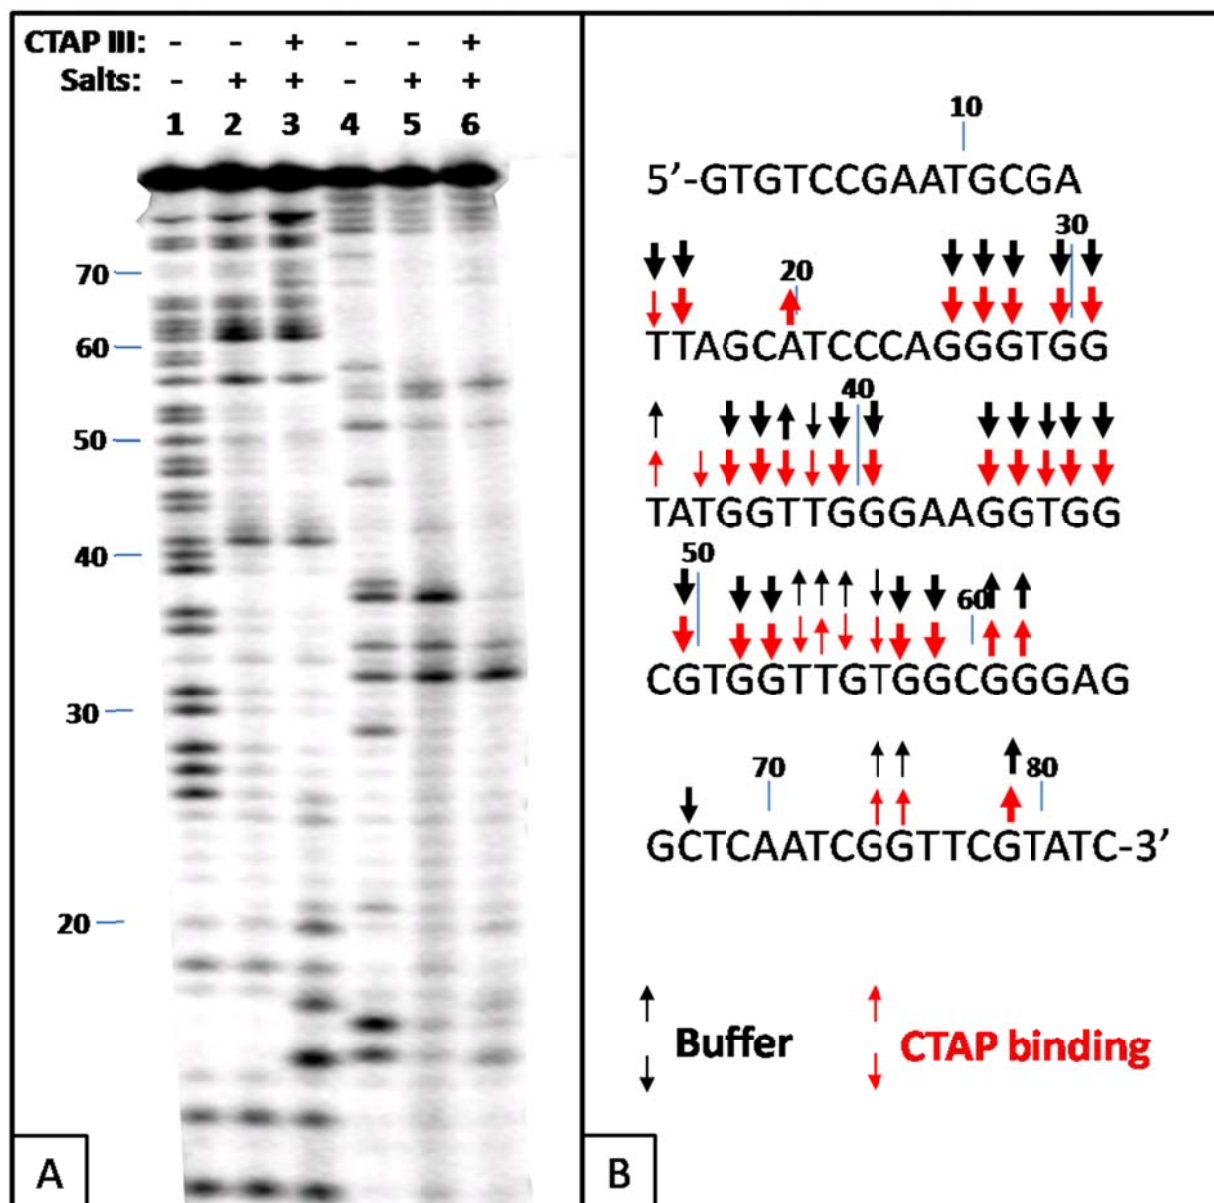 CTAP III: - - + - - +
Salts: - + + - + +
1 2 3 4 5 6
70
60
50
40
30
20
A
10
5’-GTGTCCGAATGCGA
20 30
TTAGCATCCCAGGGTGG
40
TATGGTTGGGAAGGTGG
50 60
CGTGGTTGTGGCGGGAG
70 80
GCTCAATCGGTTCGTATC-3’
Buffer CTAP binding
B